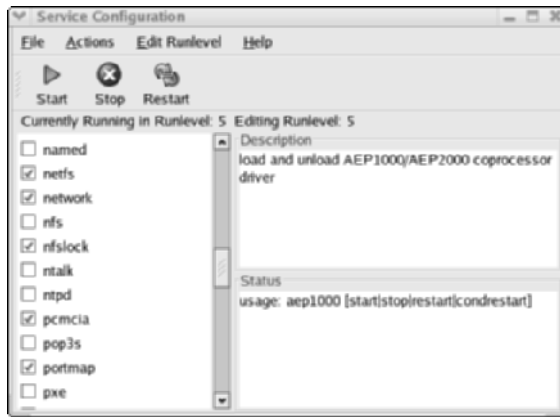 Service Configuration
File Actions Edit Runlevel Help
Start Stop Restart
Currently Running in Runlevel: 5 Editing Runlevel: 5
named
netfs
network
nfs
nfslock
ntalk
ntpd
pcmcia
pop3s
portmap
pxe
Description
load and unload AEP1000/AEP2000 coprocessor
driver
Status
usage: aep1000 [start|stop|restart|condrestart]